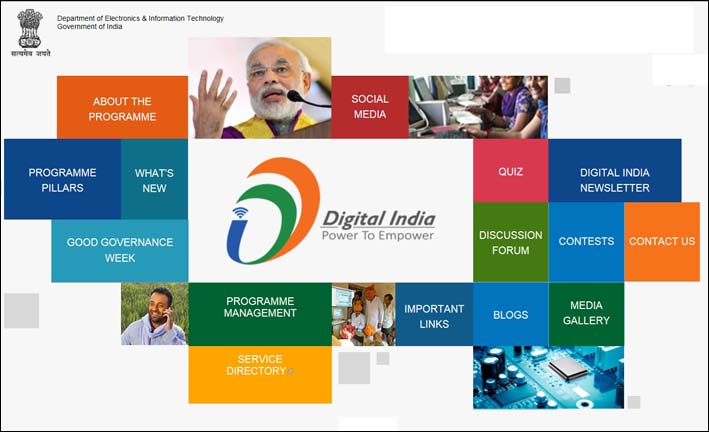 Department of Electronics & Information Technology
Government of India
सत्यमेव जयते
ABOUT THE
PROGRAMME
SOCIAL
MEDIA
PROGRAMME
PILLARS
WHAT'S
NEW
QUIZ
DIGITAL INDIA
NEWSLETTER
Digital India
Power To Empower
GOOD GOVERNANCE
WEEK
DISCUSSION
FORUM
CONTESTS
CONTACT US
PROGRAMME
MANAGEMENT
IMPORTANT
LINKS
BLOGS
MEDIA
GALLERY
SERVICE
DIRECTORY